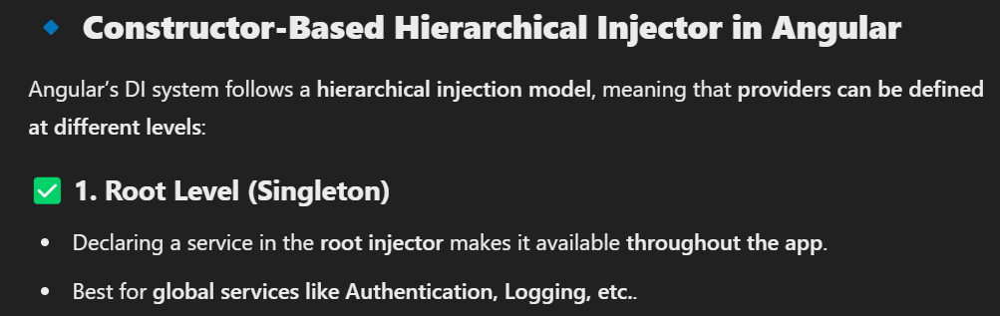 Constructor-Based Hierarchical Injector in Angular
Angular's DI system follows a hierarchical injection model, meaning that providers can be defined
at different levels:
1. Root Level (Singleton)
• Declaring a service in the root injector makes it available throughout the app.
• Best for global services like Authentication, Logging, etc..